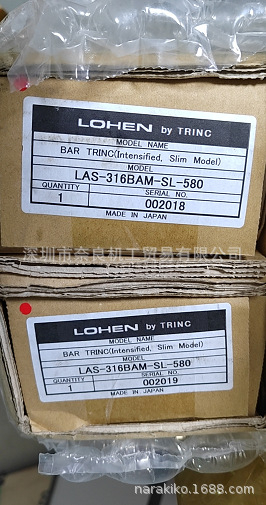 LOHEN by TRINC
MODEL NAME
BAR TRINC(Intensified, Slim Model)
MODEL
LAS-316BAM-SL-580
QUANTITY SERIAL NO.
1 002018
MADE IN JAPAN
深圳市奈良机工贸易有限公司
LOHEN by TRINC
MODEL NAME
BAR TRINC(Intensified, Slim Model)
MODEL
LAS-316BAM-SL-580
QUANTITY SERIAL NO.
1 002019
MADE IN JAPAN
narakiko.1688.com